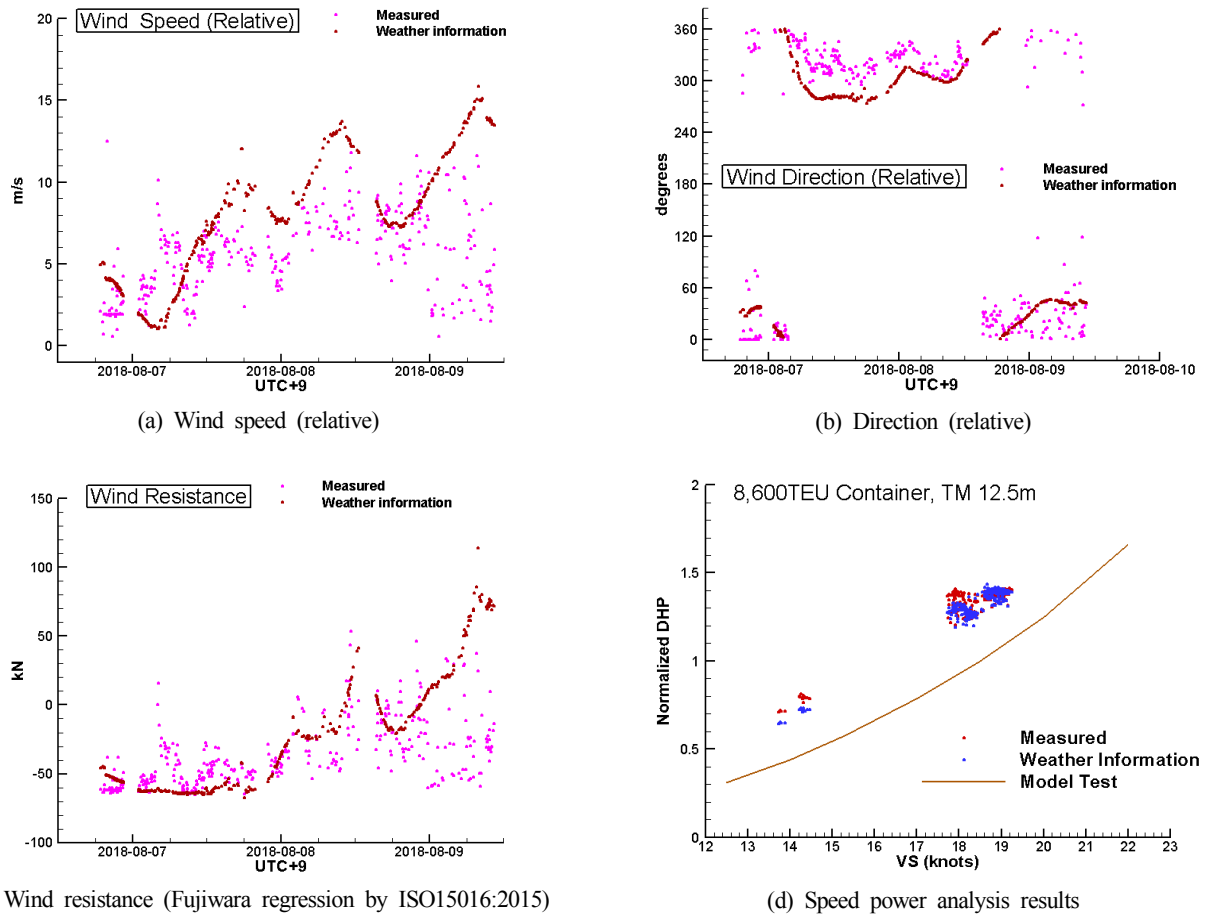 Wind Speed (Relative)
Measured
Weather information
20
15
10
5
0
m/s
2018-08-07
2018-08-08
2018-08-09
UTC+9
(a) Wind speed (relative)
360
300
240
180
120
60
0
degrees
Measured
Weather information
Wind Direction (Relative)
2018-08-07
2018-08-08
2018-08-09
2018-08-10
UTC+9
(b) Direction (relative)
Wind Resistance
Measured
Weather information
150
100
50
0
-50
-100
kN
2018-08-07
2018-08-08
2018-08-09
UTC+9
Wind resistance (Fujiwara regression by ISO15016:2015)
8,600TEU Container, TM 12.5m
2
1.5
1
0.5
0
Normalized DHP
Measured
Weather Information
Model Test
12 13 14 15 16 17 18 19 20 21 22 23
VS (knots)
(d) Speed power analysis results